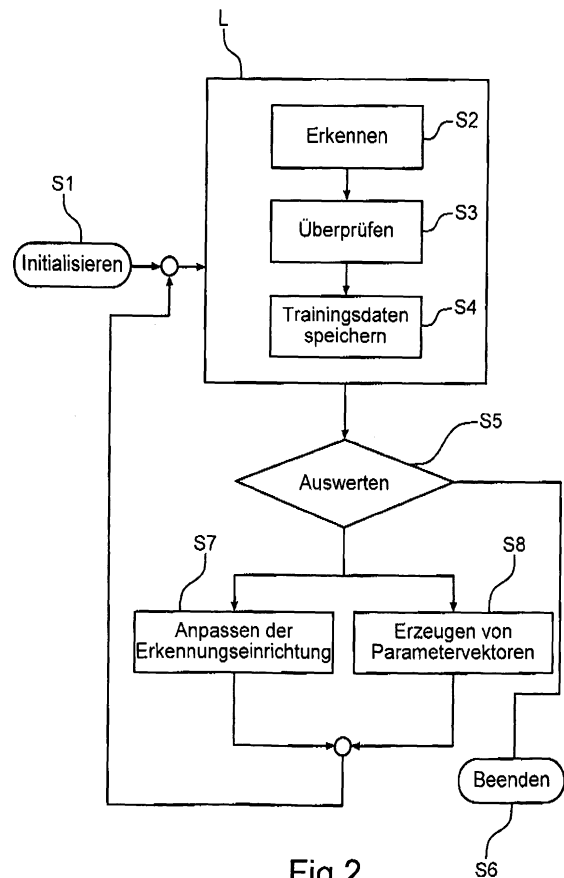 L
Erkennen
S2
S1
Überprüfen
S3
Initialisieren
Trainingsdaten
speichern
S4
S5
Auswerten
S7
S8
Anpassen der
Erkennungseinrichtung
Erzeugen von
Parametervektoren
Beenden
S6
Fig.2